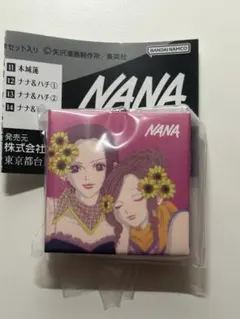 セット入り ©矢沢漫画制作所/集英社
BANDAI NAMCO
11 本城蓮
12 ナナ&ハチ①
13 ナナ&ハチ②
14 ナナ&ハチ
NANA
発売元
株式会
東京都台
NANA